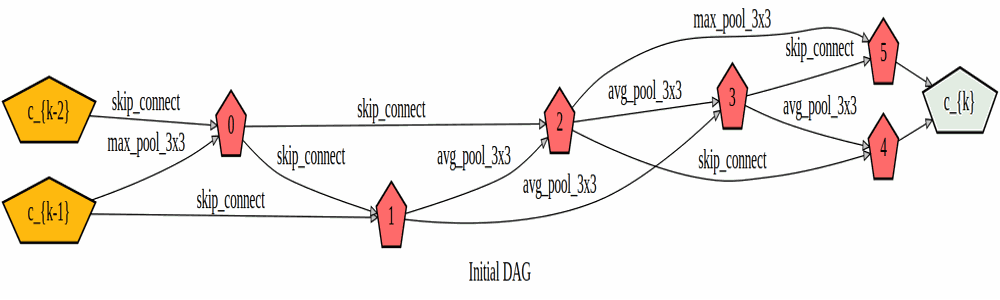 max_pool_3x3
5
skip_connect
c_{k-2}
skip_connect
0
skip_connect
2
avg_pool_3x3
3
avg_pool_3x3
c_{k}
max_pool_3x3
skip_connect
avg_pool_3x3
skip_connect
4
c_{k-1}
skip_connect
1
avg_pool_3x3
Initial DAG